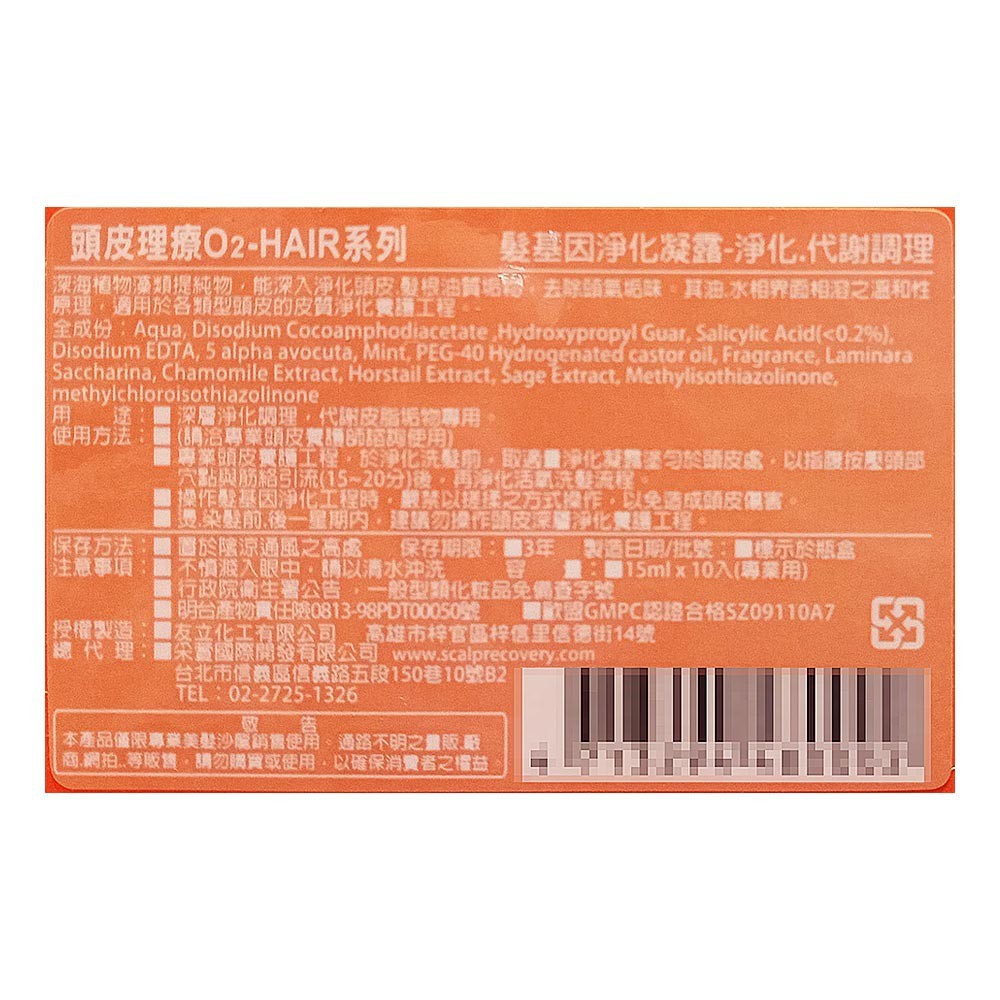 頭皮理療O2-HAIR系列
髮基因淨化凝露-淨化.代謝調理
深海植物藻類提純物，能深入淨化頭皮.髮根油質垢物，去除頭氣垢味。其油.水相界面相溶之溫和性
原理，適用於各類型頭皮的皮質淨化養護工程。
全成份：Aqua, Disodium Cocoamphodiacetate ,Hydroxypropyl Guar, Salicylic Acid(<0.2%),
Disodium EDTA, 5 alpha avocuta, Mint, PEG-40 Hydrogenated castor oil, Fragrance, Laminara
Saccharina, Chamomile Extract, Horstail Extract, Sage Extract, Methylisothiazolinone,
methylchloroisothiazolinone
用 途：■ 深層淨化調理，代謝皮脂垢物專用。
使用方法：■ (請洽專業頭皮養護師諮詢使用)
■ 專業頭皮養護工程，於淨化洗髮前，取適量淨化凝露塗勻於頭皮處，以指腹按壓頭部
穴點與筋絡引流(15~20分)後，再淨化活氧洗髮流程。
■ 操作髮基因淨化工程時，嚴禁以搓揉之方式操作，以免造成頭皮傷害。
■ 燙.染髮前.後一星期內，建議勿操作頭皮深層淨化養護工程。
保存方法：■ 置於陰涼通風之高處 保存期限：■3年 製造日期/批號：■標示於瓶盒
注意事項：■ 不慎濺入眼中，請以清水沖洗 容 量：■15ml x 10入(專業用)
■ 行政院衛生署公告，一般型類化粧品免備查字號
■ 明台產物責任險0813-98PDT00050號 ■歐盟GMPC認證合格SZ09110A7
授權製造：■ 友立化工有限公司 高雄市梓官區梓信里信德街14號
總代理：■ 禾薈國際開發有限公司 www.scalprecovery.com
台北市信義區信義路五段150巷10號B2
TEL：02-2725-1326
敬 告
本產品僅限專業美髮沙龍銷售使用。通路不明之量販.廠
商.網拍..等販售，請勿購買或使用，以確保消費者之權益。